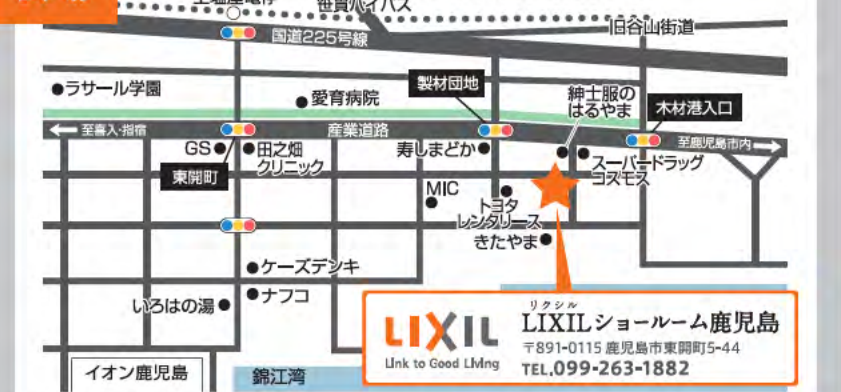 笹貫バイパス
旧谷山街道
国道225号線
ラサール学園
愛育病院
製材団地
紳士服の
はるやま
木材港入口
←至喜入・指宿
産業道路
至鹿児島市内→
GS
田之畑
クリニック
寿しまどか
スーパードラッグ
コスモス
東開町
MIC
トヨタ
レンタリース
きたやま
ケーズデンキ
ナフコ
いろはの湯
イオン鹿児島
錦江湾
LIXIL
Link to Good Living
リクシル
LIXILショールーム鹿児島
〒891-0115 鹿児島市東開町5-44
TEL.099-263-1882